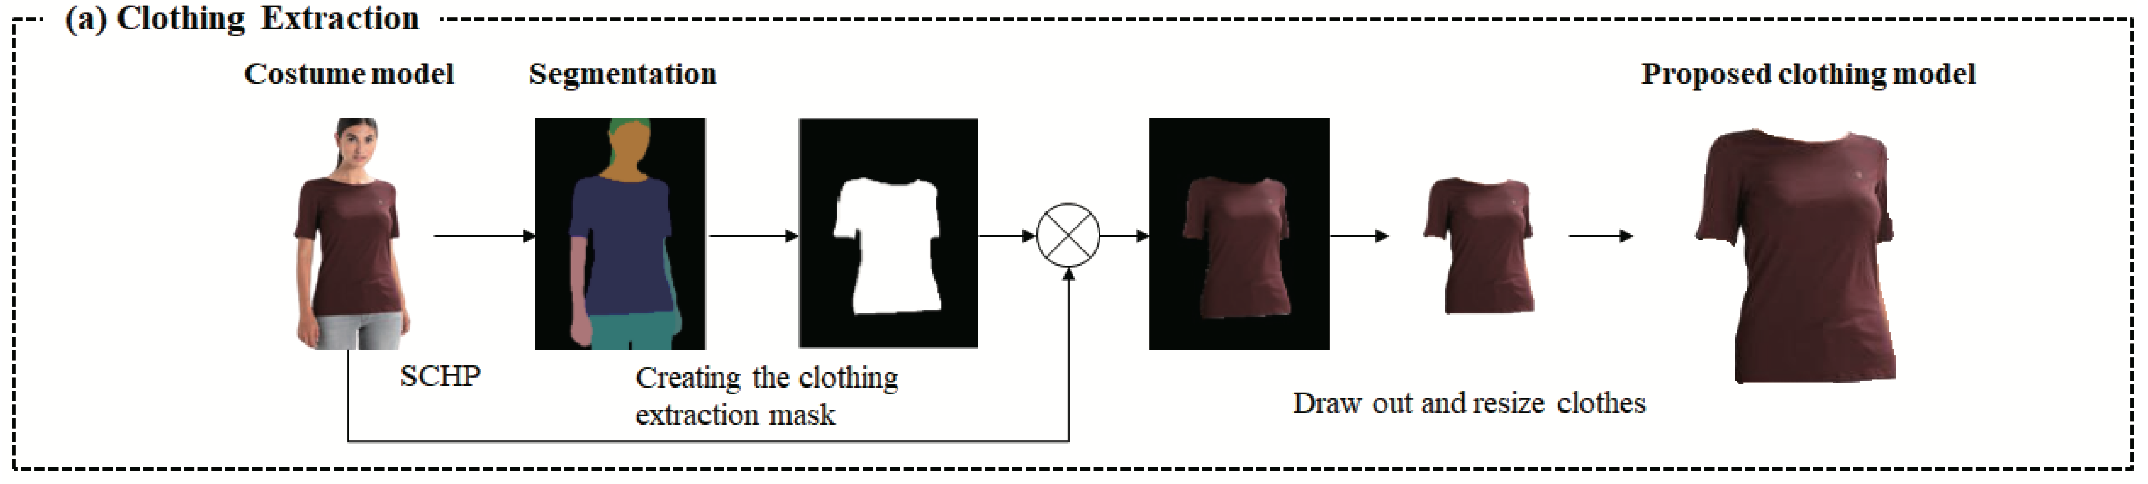 (a) Clothing Extraction
Costume model
Segmentation
Proposed clothing model
SCHP
Creating the clothing
extraction mask
Draw out and resize clothes